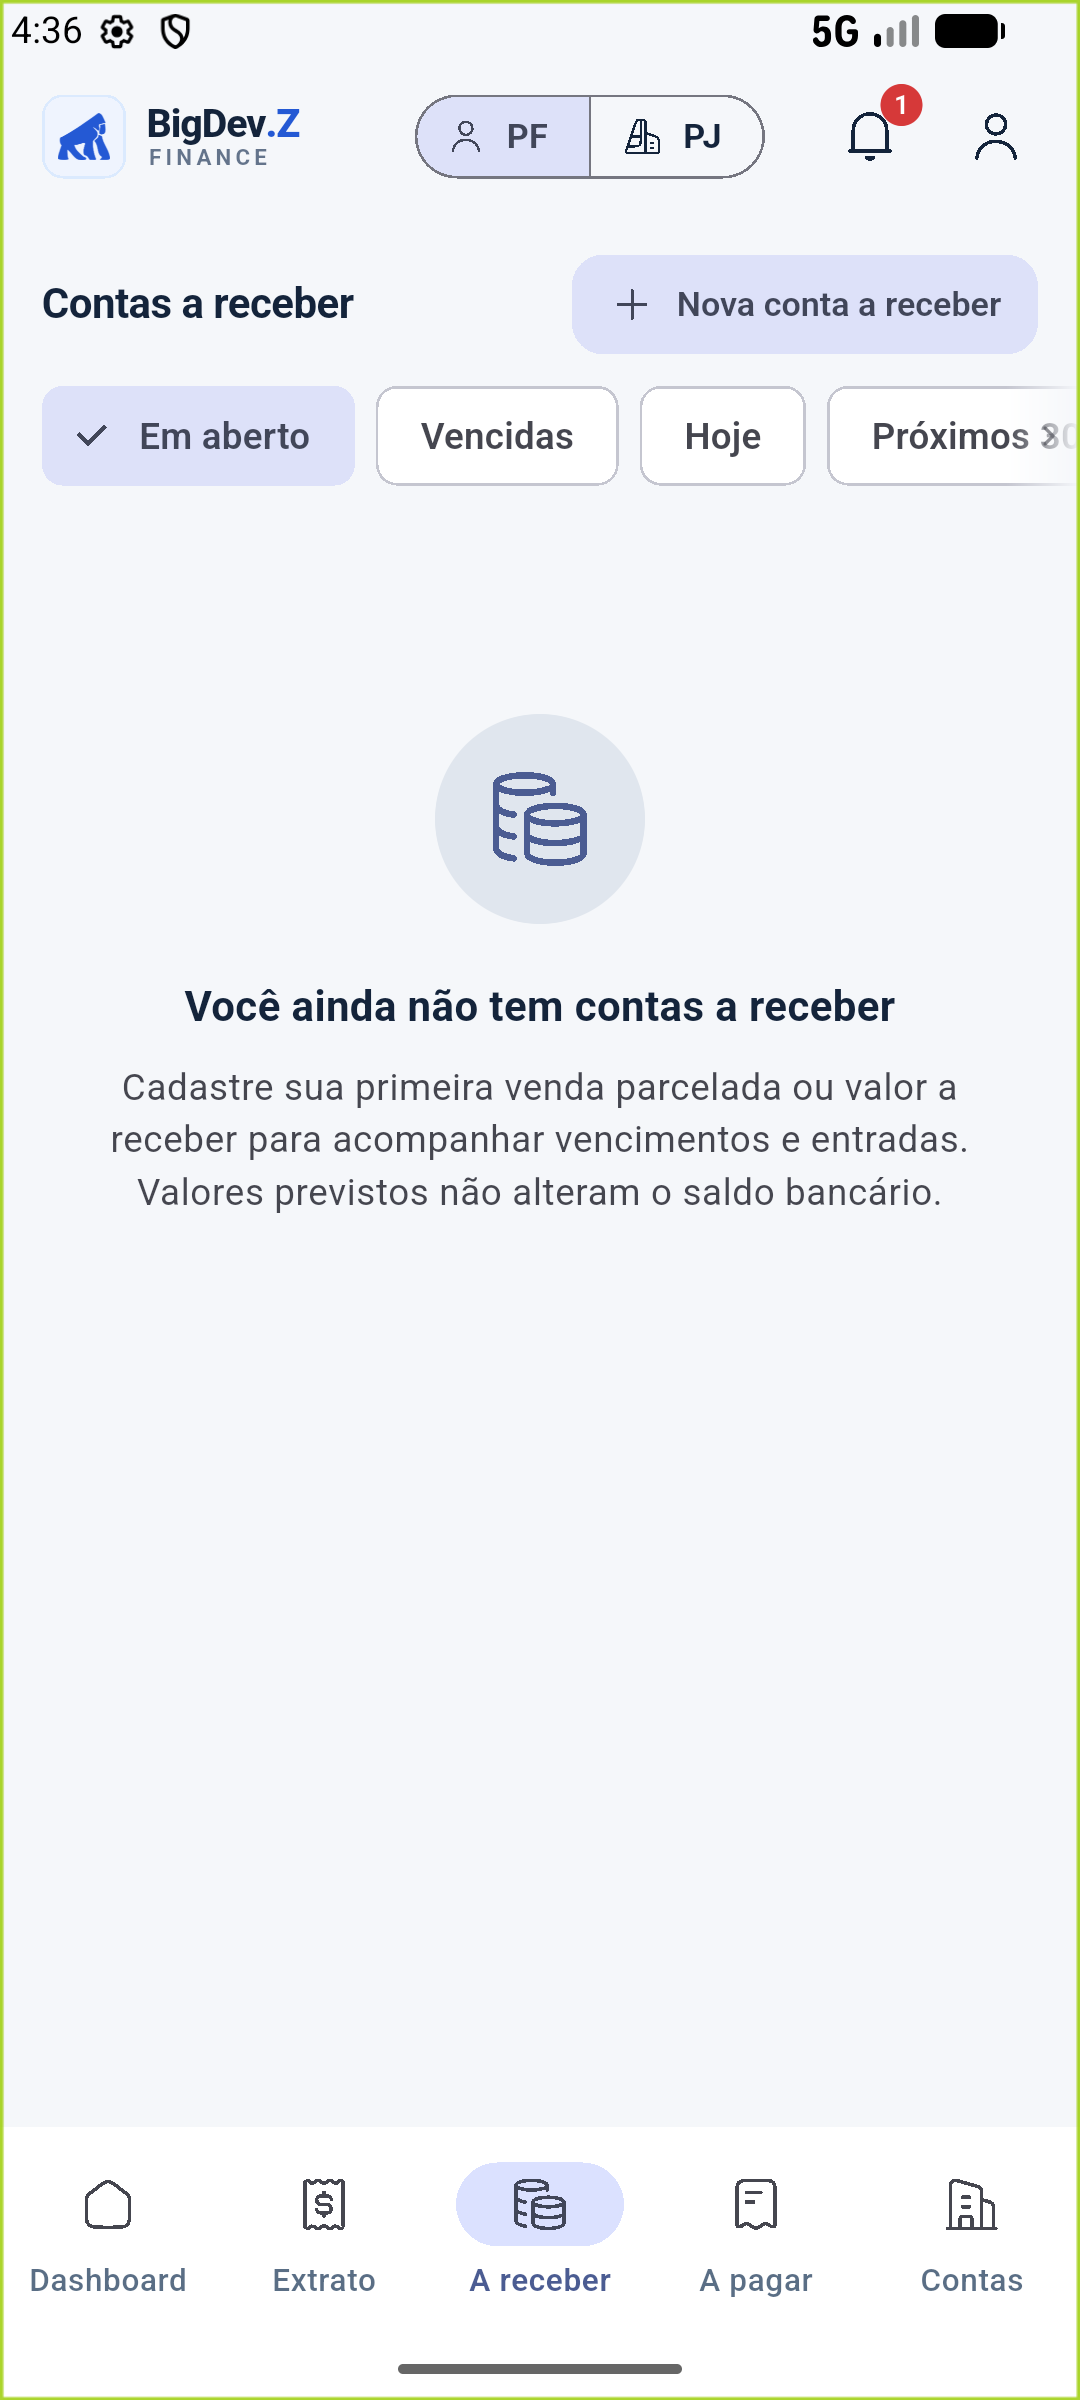 4:36
5G
BigDev.Z
FINANCE
PF
PJ
1
Contas a receber
Nova conta a receber
Em aberto
Vencidas
Hoje
Próximos 30
Você ainda não tem contas a receber
Cadastre sua primeira venda parcelada ou valor a
receber para acompanhar vencimentos e entradas.
Valores previstos não alteram o saldo bancário.
Dashboard
Extrato
A receber
A pagar
Contas